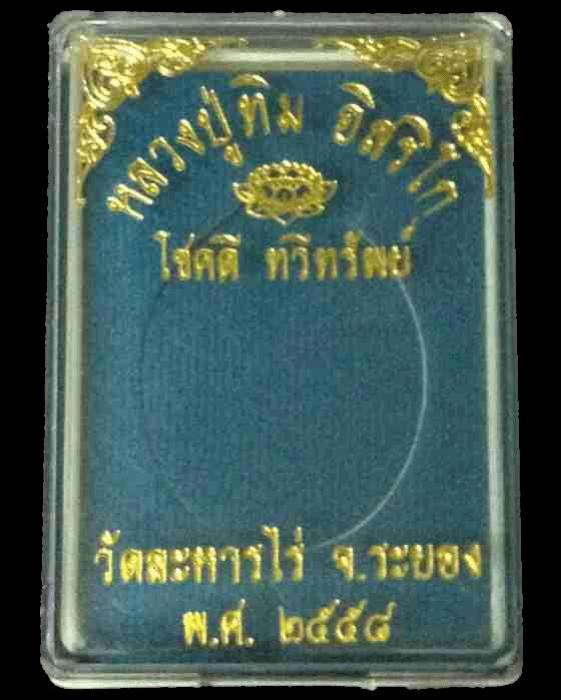 หลวงปู่ทิม อิสริโก
โชคดี ทวีทรัพย์
วัดละหารไร่ จ.ระยอง
พ.ศ. ๒๕๕๘